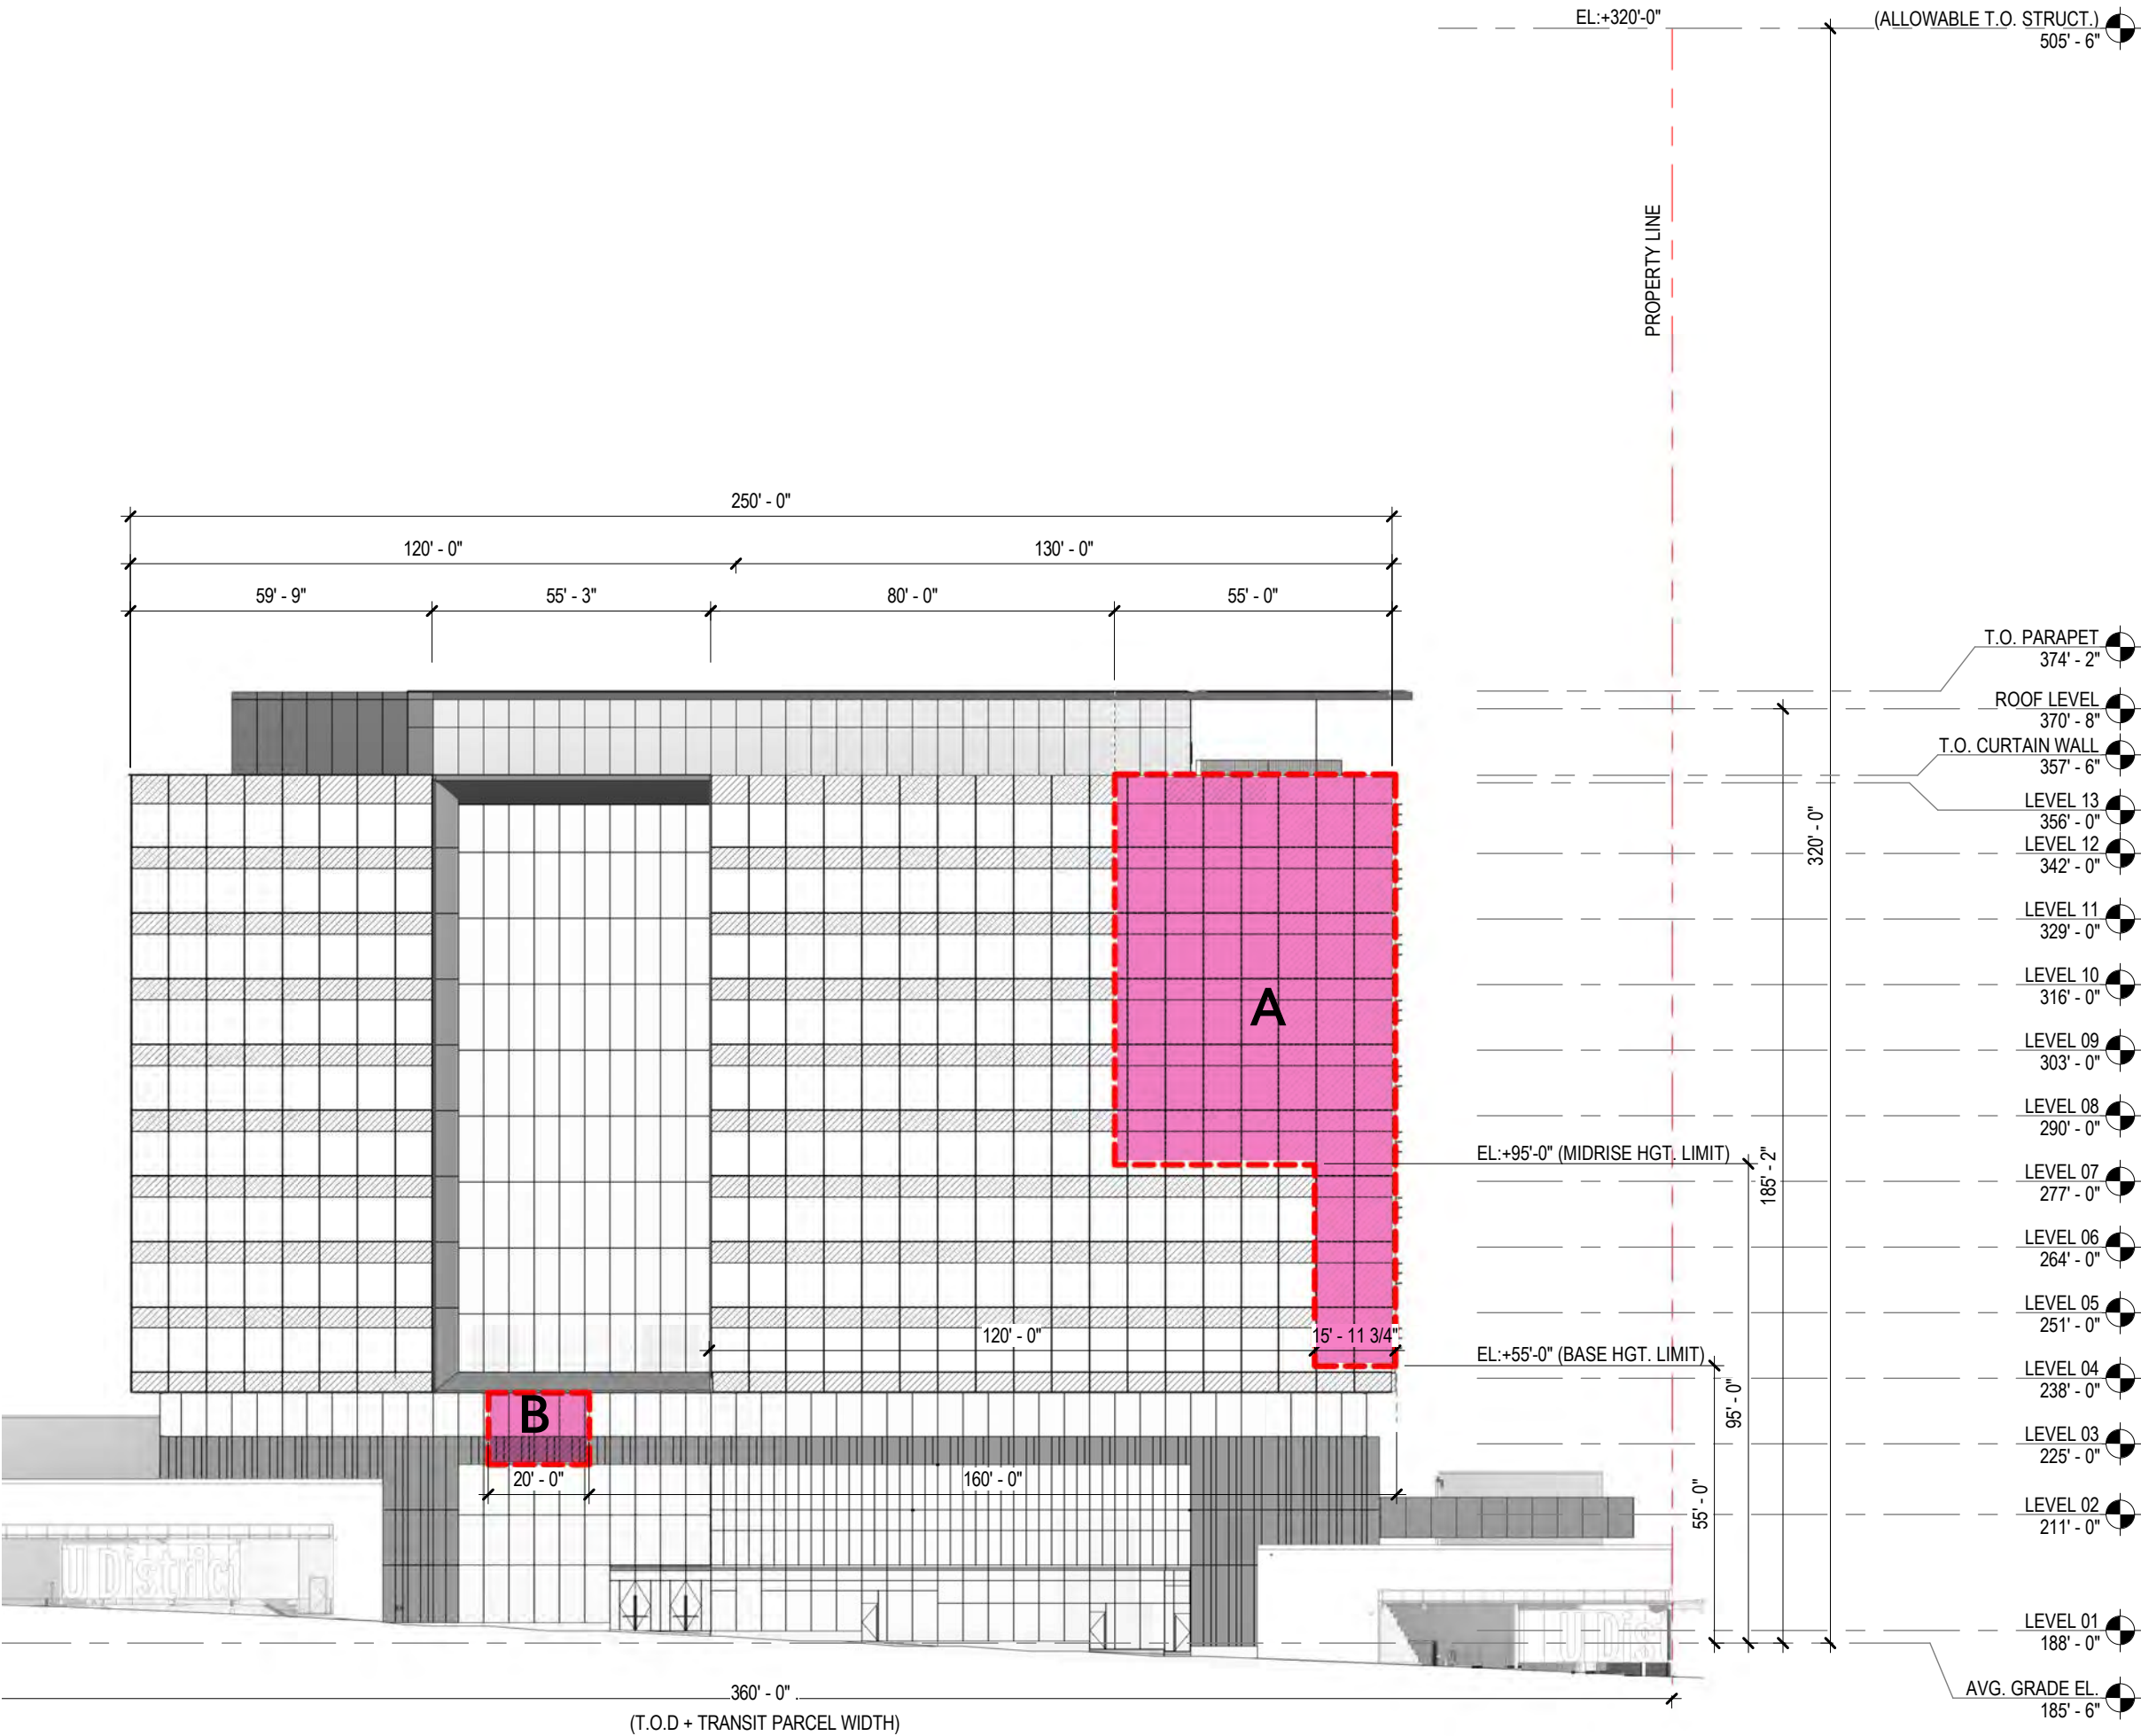 EL:+320'-0"
(ALLOWABLE T.O. STRUCT.)
505' - 6"
PROPERTY LINE
250' - 0"
120' - 0"
130' - 0"
59' - 9"
55' - 3"
80' - 0"
55' - 0"
T.O. PARAPET
374' - 2"
ROOF LEVEL
370' - 8"
T.O. CURTAIN WALL
357' - 6"
LEVEL 13
356' - 0"
320' - 0"
LEVEL 12
342' - 0"
LEVEL 11
329' - 0"
LEVEL 10
316' - 0"
A
LEVEL 09
303' - 0"
LEVEL 08
290' - 0"
EL:+95'-0" (MIDRISE HGT. LIMIT)
185' - 2"
LEVEL 07
277' - 0"
LEVEL 06
264' - 0"
LEVEL 05
251' - 0"
120' - 0"
15' - 11 3/4"
EL:+55'-0" (BASE HGT. LIMIT)
LEVEL 04
238' - 0"
B
95' - 0"
LEVEL 03
225' - 0"
20' - 0"
160' - 0"
55' - 0"
LEVEL 02
211' - 0"
U District
U Dist
LEVEL 01
188' - 0"
AVG. GRADE EL.
185' - 6"
360' - 0"
(T.O.D + TRANSIT PARCEL WIDTH)